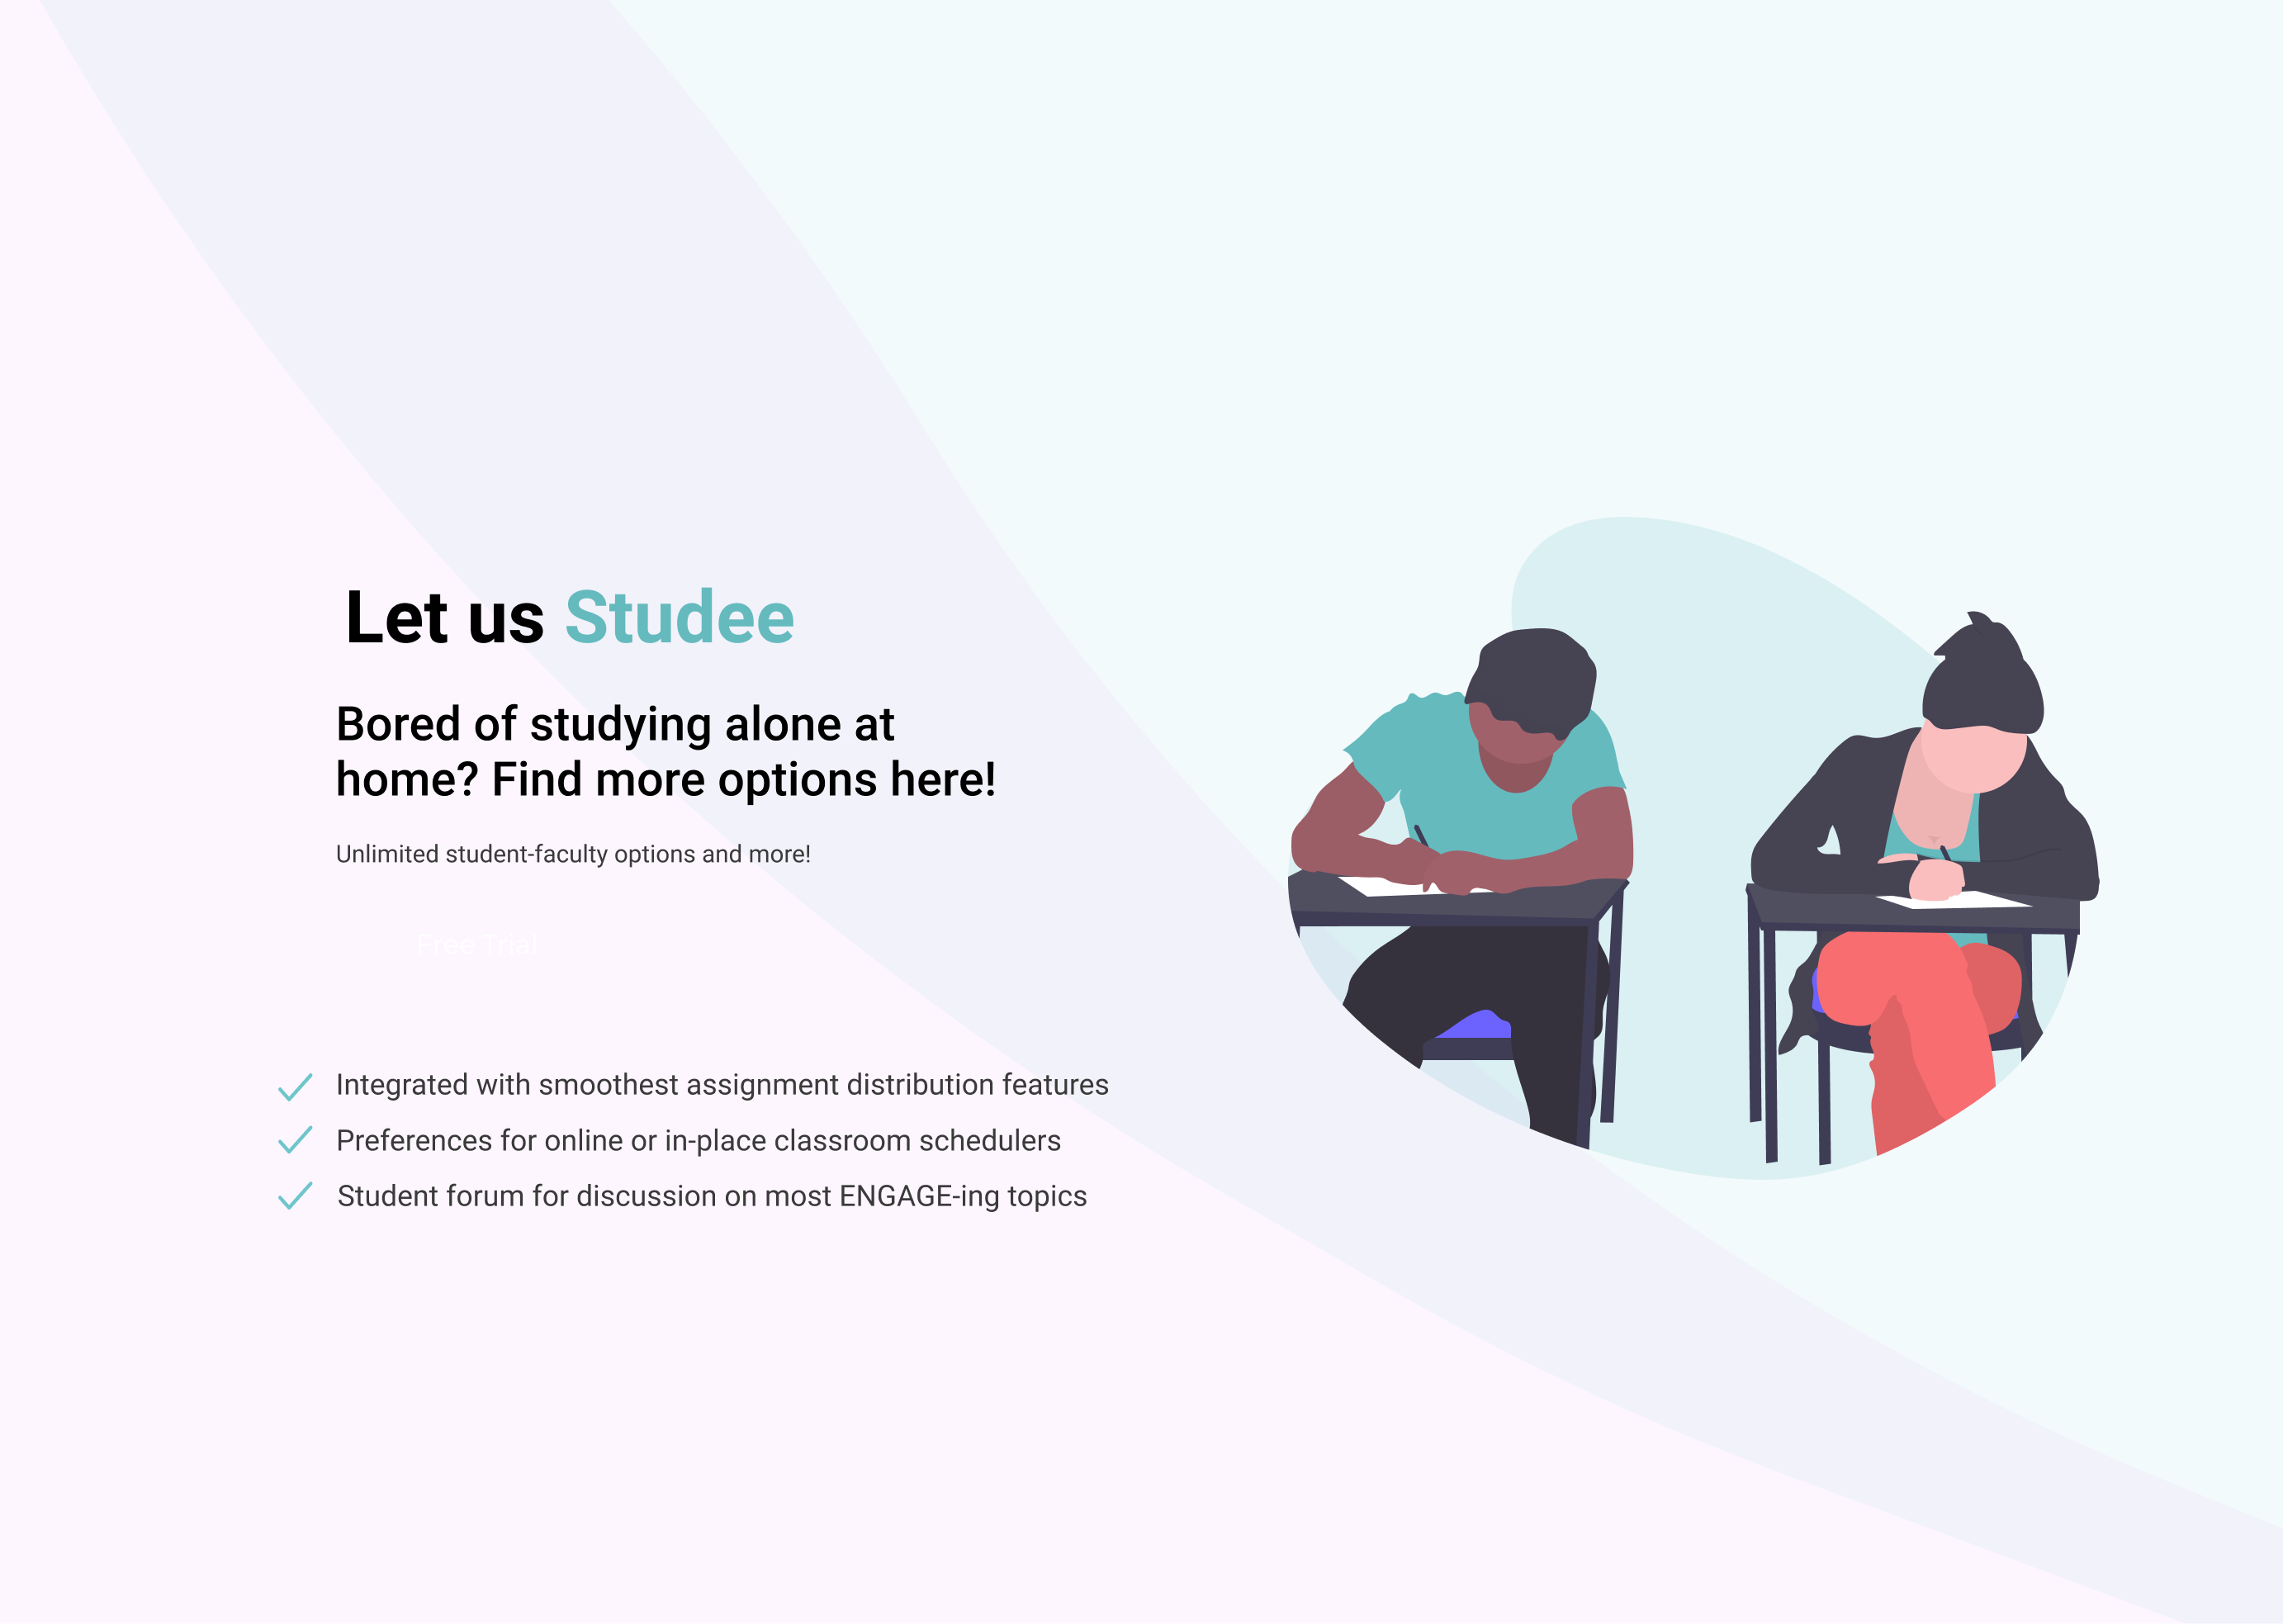 Let us Studee
Bored of studying alone at
home? Find more options here!
Unlimited student-faculty options and more!
Free Trial
Integrated with smoothest assignment distribution features
Preferences for online or in-place classroom schedulers
Student forum for discussion on most ENGAGE-ing topics